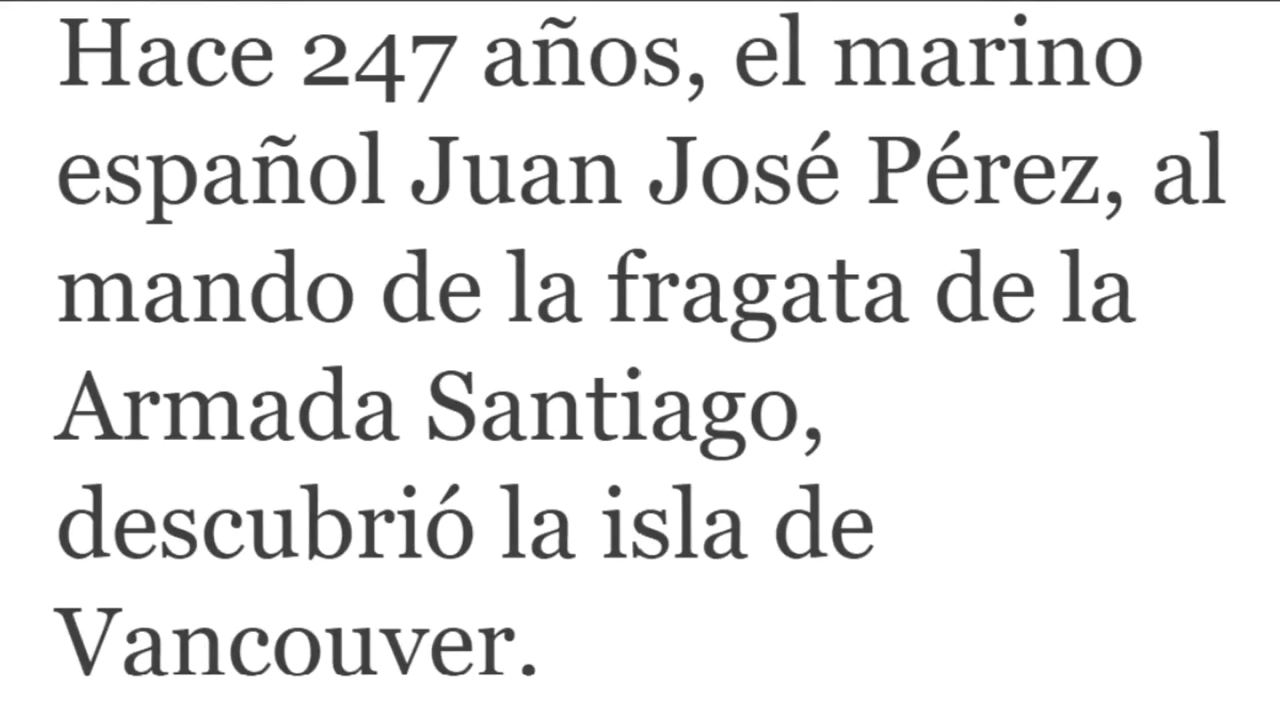 Hace 247 años, el marino
español Juan José Pérez, al
mando de la fragata de la
Armada Santiago,
descubrió la isla de
Vancouver.